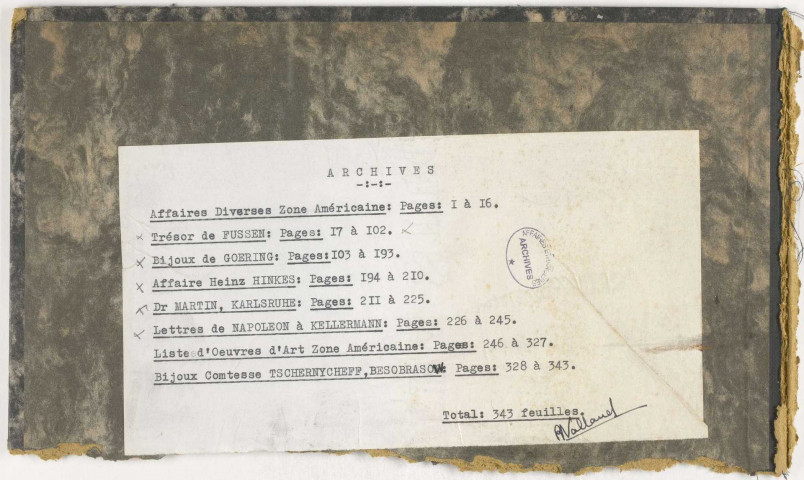 ARCHIVES
-:-:-
Affaires Diverses Zone Américaine: Pages: I à I6.
Trésor de FUSSEN: Pages: I7 à I02.
Bijoux de GOERING: Pages:I03 à I93.
Affaire Heinz HINKES: Pages: I94 à 2I0.
Dr MARTIN, KARLSRUHE: Pages: 2II à 225.
Lettres de NAPOLEON à KELLERMANN: Pages: 226 à 245.
Liste d'Oeuvres d'Art Zone Américaine: Pages: 246 à 327.
Bijoux Comtesse TSCHERNYCHEFF,BESOBRASOW: Pages: 328 à 343.
Total: 343 feuilles.
RValland
AFFAIRES
ARCHIVES